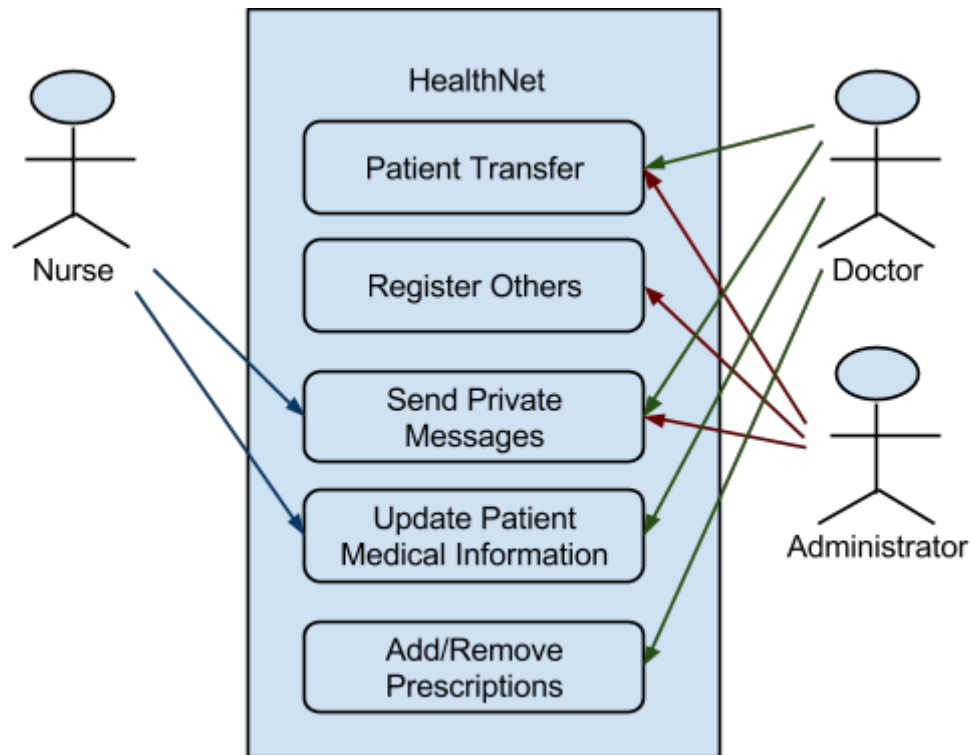 HealthNet
Patient Transfer
Register Others
Send Private
Messages
Update Patient
Medical Information
Add/Remove
Prescriptions
Nurse
Doctor
Administrator